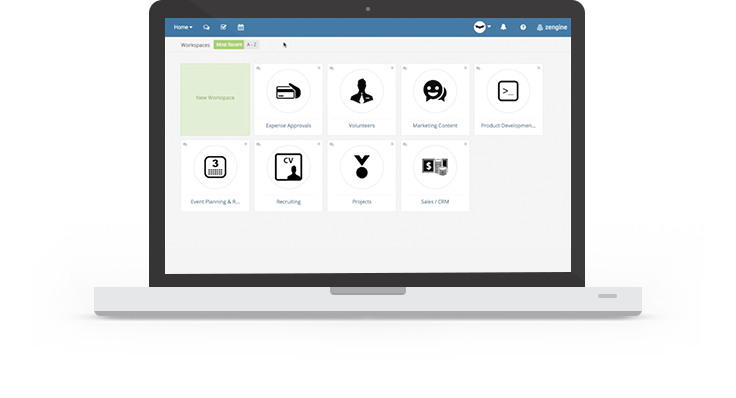 Home
zengine
Workspaces Most Recent A - Z
New Workspace
Expense Approvals
Volunteers
Marketing Content
>_
Product Developmen...
3
Event Planning & R...
CV
Recruiting
Projects
$
Sales / CRM